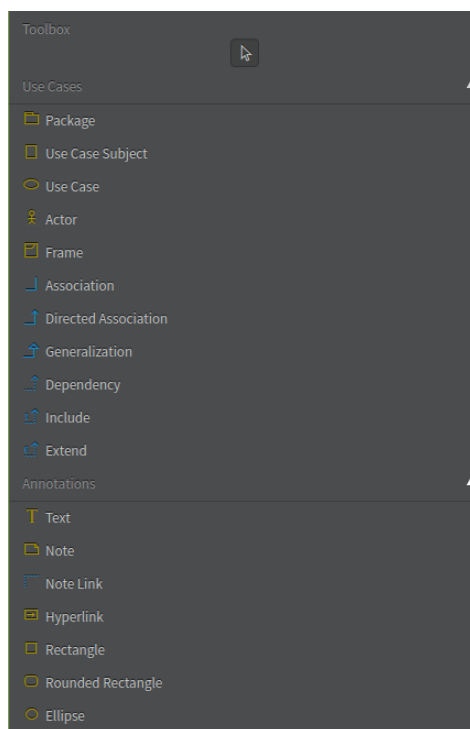 Toolbox
Use Cases
Package
Use Case Subject
Use Case
Actor
Frame
Association
Directed Association
Generalization
Dependency
Include
Extend
Annotations
Text
Note
Note Link
Hyperlink
Rectangle
Rounded Rectangle
Ellipse